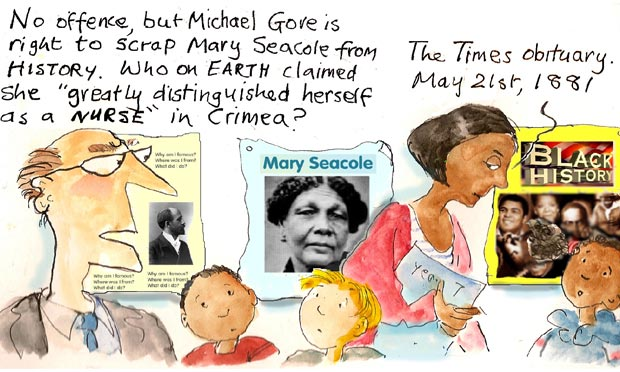 No offence, but Michael Gove is
right to scrap Mary Seacole from
HISTORY. Who on EARTH claimed
she "greatly distinguished herself
as a NURSE" in Crimea?
The Times obituary.
May 21st, 1881
Why am I famous?
Where was I from?
What did I do?
Why am I famous?
Where was I from?
What did I do?
Why am I famous?
Where was I from?
What did I do?
Mary Seacole
BLACK
HISTORY
year 7